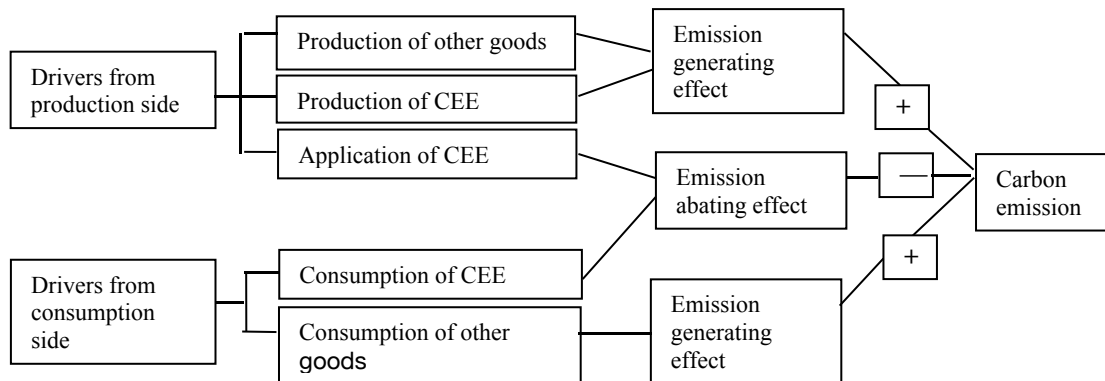 Drivers from
production side
Production of other goods
Production of CEE
Application of CEE
Emission
generating
effect
+
Emission
abating effect
—
Carbon
emission
+
Drivers from
consumption
side
Consumption of CEE
Consumption of other
goods
Emission
generating
effect